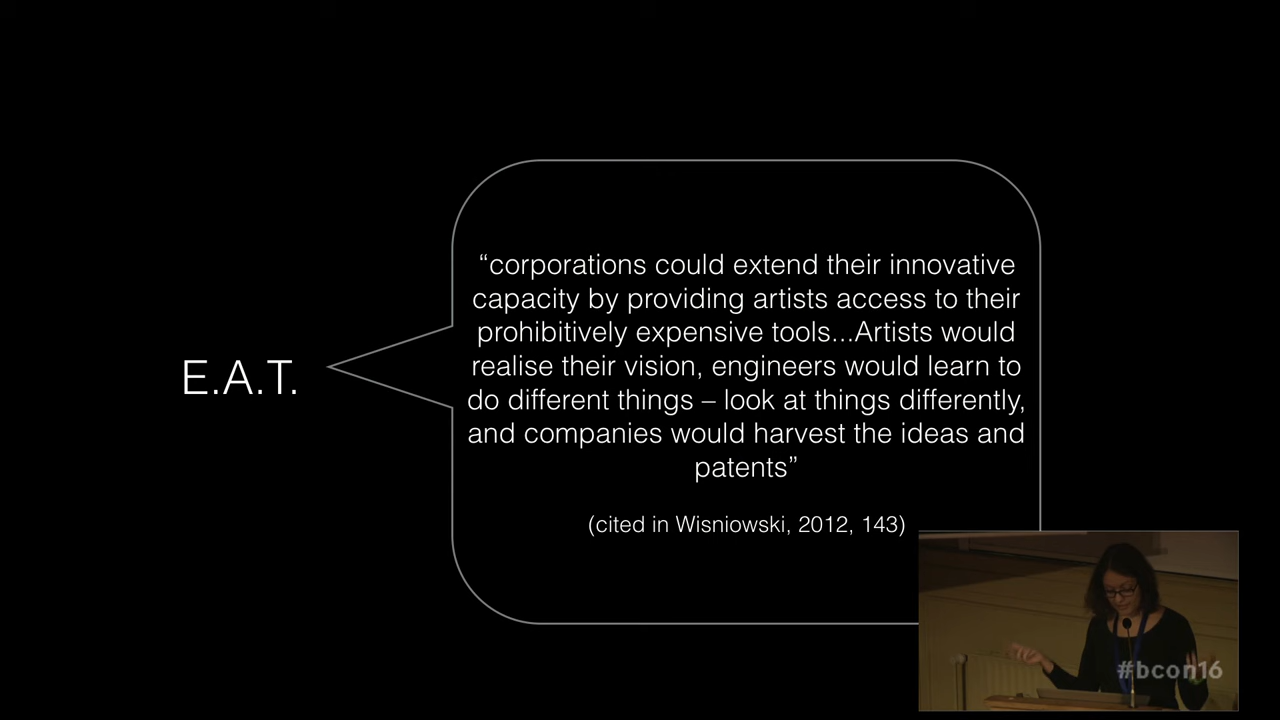 E.A.T.
“corporations could extend their innovative
capacity by providing artists access to their
prohibitively expensive tools...Artists would
realise their vision, engineers would learn to
do different things – look at things differently,
and companies would harvest the ideas and
patents”
(cited in Wisniowski, 2012, 143)
#bcon16